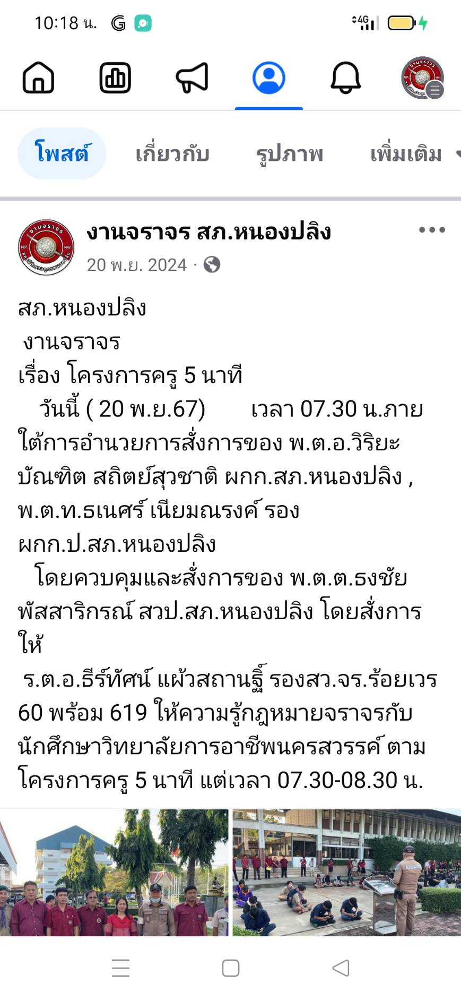 10:18 น.
4G
โพสต์
เกี่ยวกับ
รูปภาพ
เพิ่มเติม
งานจราจร สภ.หนองปลิง
20 พ.ย. 2024 ·
สภ.หนองปลิง
งานจราจร
เรื่อง โครงการครู 5 นาที
วันนี้ ( 20 พ.ย.67) เวลา 07.30 น.ภาย
ใต้การอำนวยการสั่งการของ พ.ต.อ.วิริยะ
บัณฑิต สถิตย์สุวชาติ ผกก.สภ.หนองปลิง ,
พ.ต.ท.ธเนศร์ เนียมณรงค์ รอง
ผกก.ป.สภ.หนองปลิง
โดยควบคุมและสั่งการของ พ.ต.ต.ธงชัย
พัสสาริกรณ์ สวป.สภ.หนองปลิง โดยสั่งการ
ให้
ร.ต.อ.ธีร์ทัศน์ แผ้วสถานฐิ์ รองสว.จร.ร้อยเวร
60 พร้อม 619 ให้ความรู้กฎหมายจราจรกับ
นักศึกษาวิทยาลัยการอาชีพนครสวรรค์ ตาม
โครงการครู 5 นาที แต่เวลา 07.30-08.30 น.